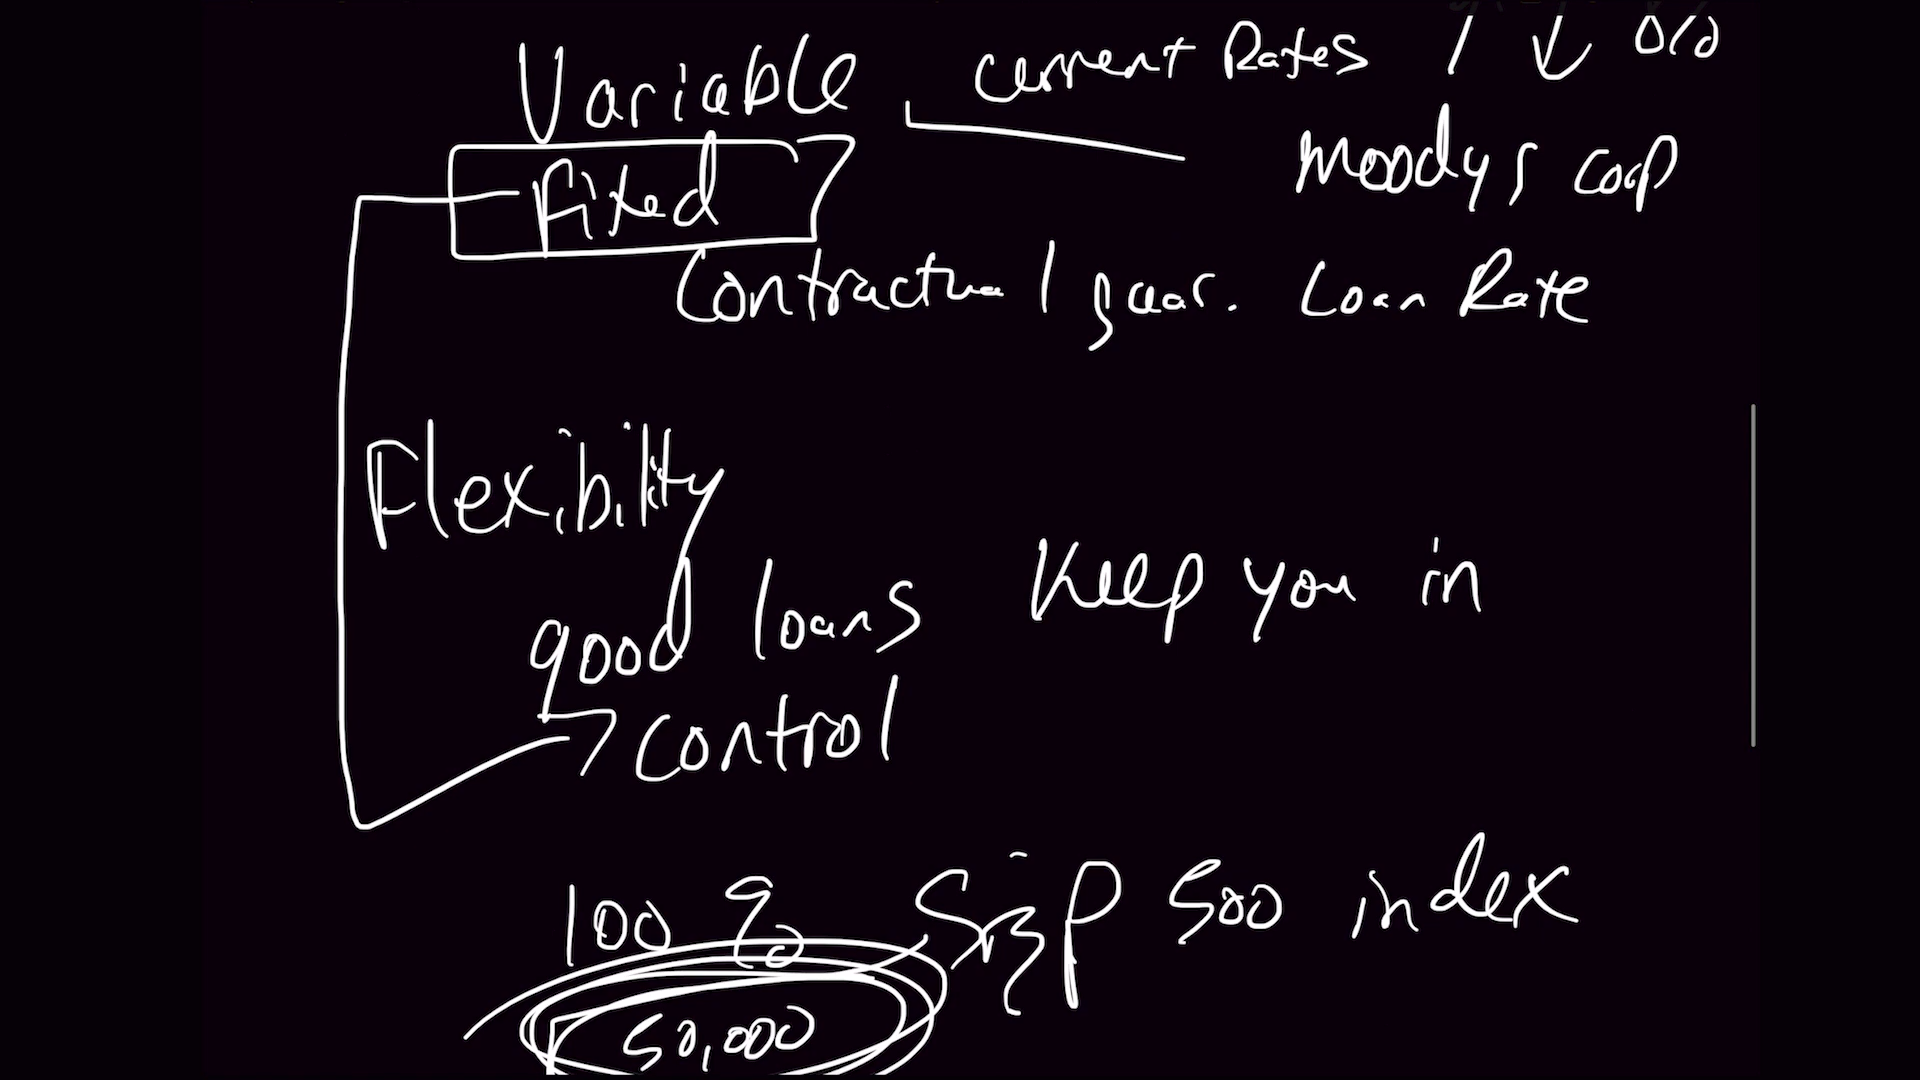 Variable current Rates / ↓ 0%
Moodys Corp
Fixed
Contractual guar. Loan Rate
Flexibility
good loans Keep you in
control
100 % S&P 500 index
50,000